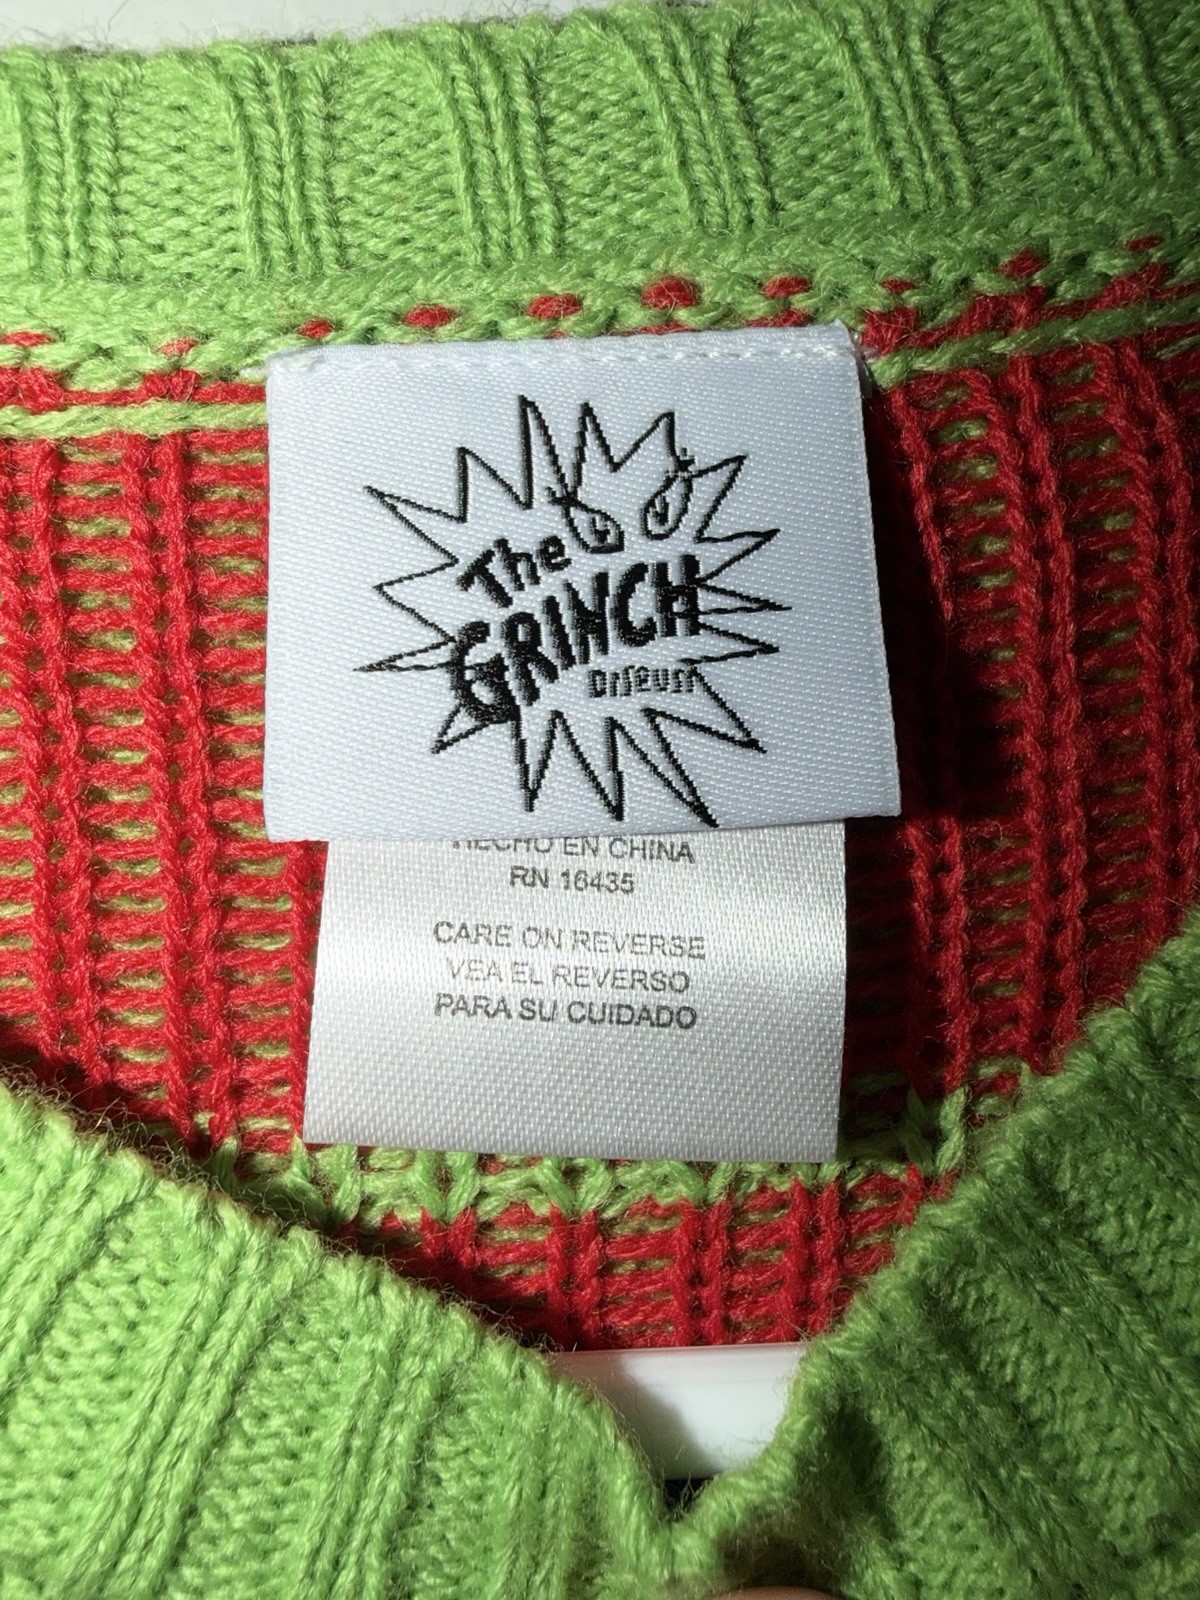 The
GRINCH
HECHO EN CHINA
RN 16435
CARE ON REVERSE
VEA EL REVERSO
PARA SU CUIDADO